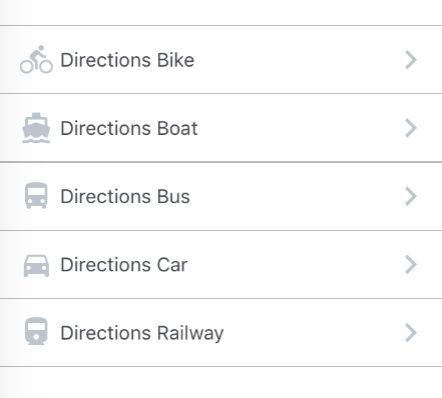 Directions Bike
Directions Boat
Directions Bus
Directions Car
Directions Railway